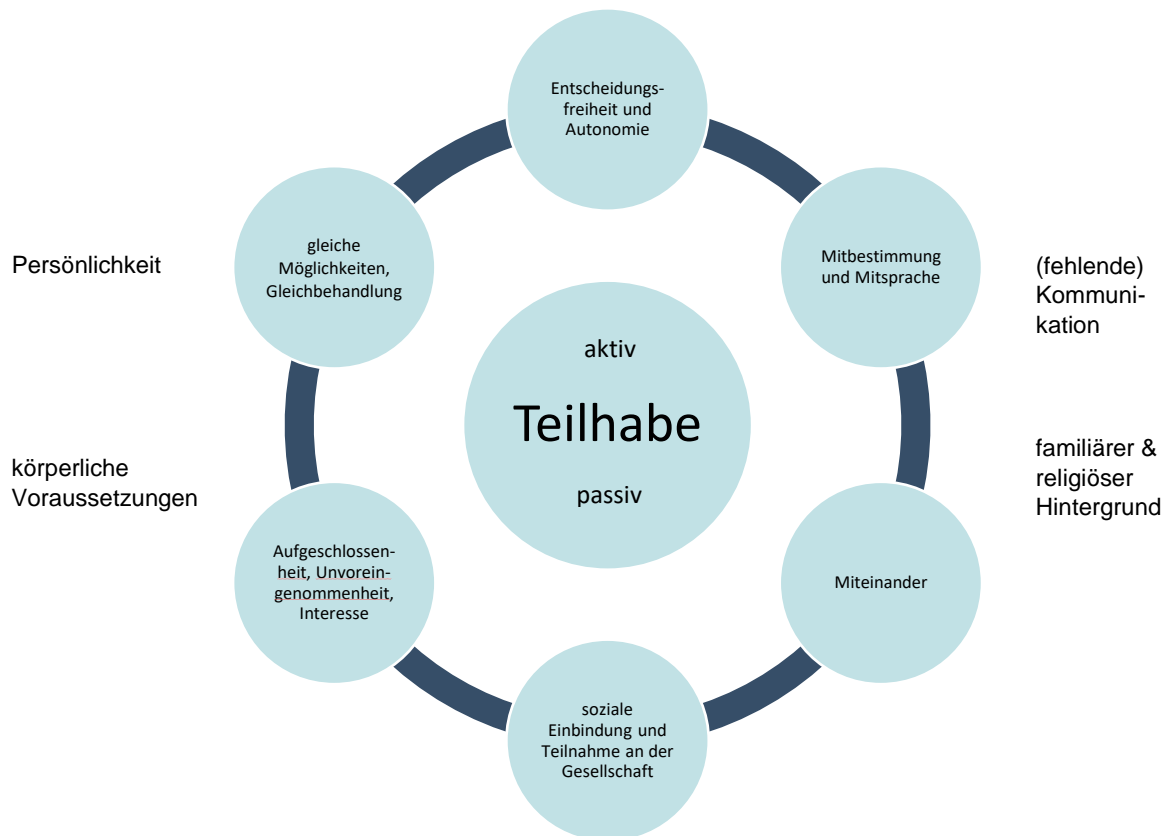 Entscheidungs-
freiheit und
Autonomie
gleiche
Möglichkeiten,
Gleichbehandlung
Mitbestimmung
und Mitsprache
Persönlichkeit
(fehlende)
Kommuni-
kation
aktiv
Teilhabe
passiv
körperliche
Voraussetzungen
familiärer &
religiöser
Hintergrund
Aufgeschlossen-
heit, Unvorein-
genommenheit,
Interesse
Miteinander
soziale
Einbindung und
Teilnahme an der
Gesellschaft